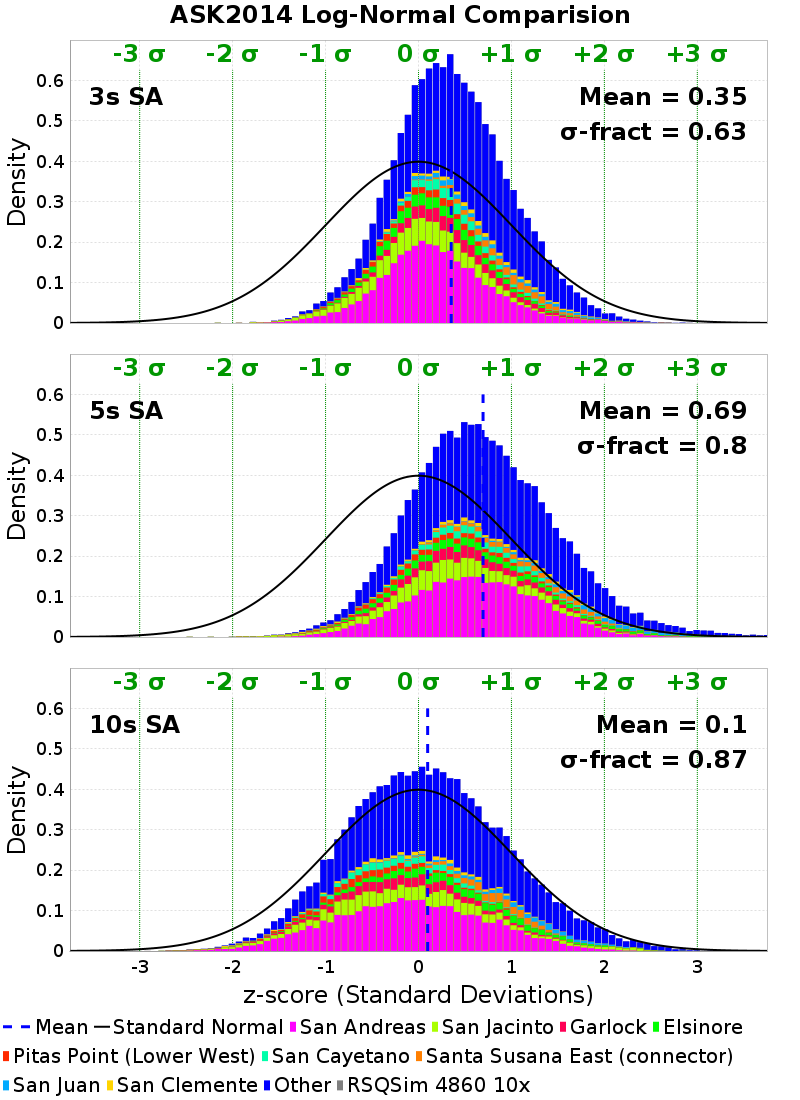 ASK2014 Log-Normal Comparision
-3 σ -2 σ -1 σ 0 σ +1 σ +2 σ +3 σ
3s SA
Mean = 0.35
σ-fract = 0.63
Density
0.6
0.5
0.4
0.3
0.2
0.1
0
-3 σ -2 σ -1 σ 0 σ +1 σ +2 σ +3 σ
5s SA
Mean = 0.69
σ-fract = 0.8
Density
0.6
0.5
0.4
0.3
0.2
0.1
0
-3 σ -2 σ -1 σ 0 σ +1 σ +2 σ +3 σ
10s SA
Mean = 0.1
σ-fract = 0.87
Density
0.6
0.5
0.4
0.3
0.2
0.1
0
-3 -2 -1 0 1 2 3
z-score (Standard Deviations)
Mean Standard Normal San Andreas San Jacinto Garlock Elsinore
Pitas Point (Lower West) San Cayetano Santa Susana East (connector)
San Juan San Clemente Other RSQSim 4860 10x